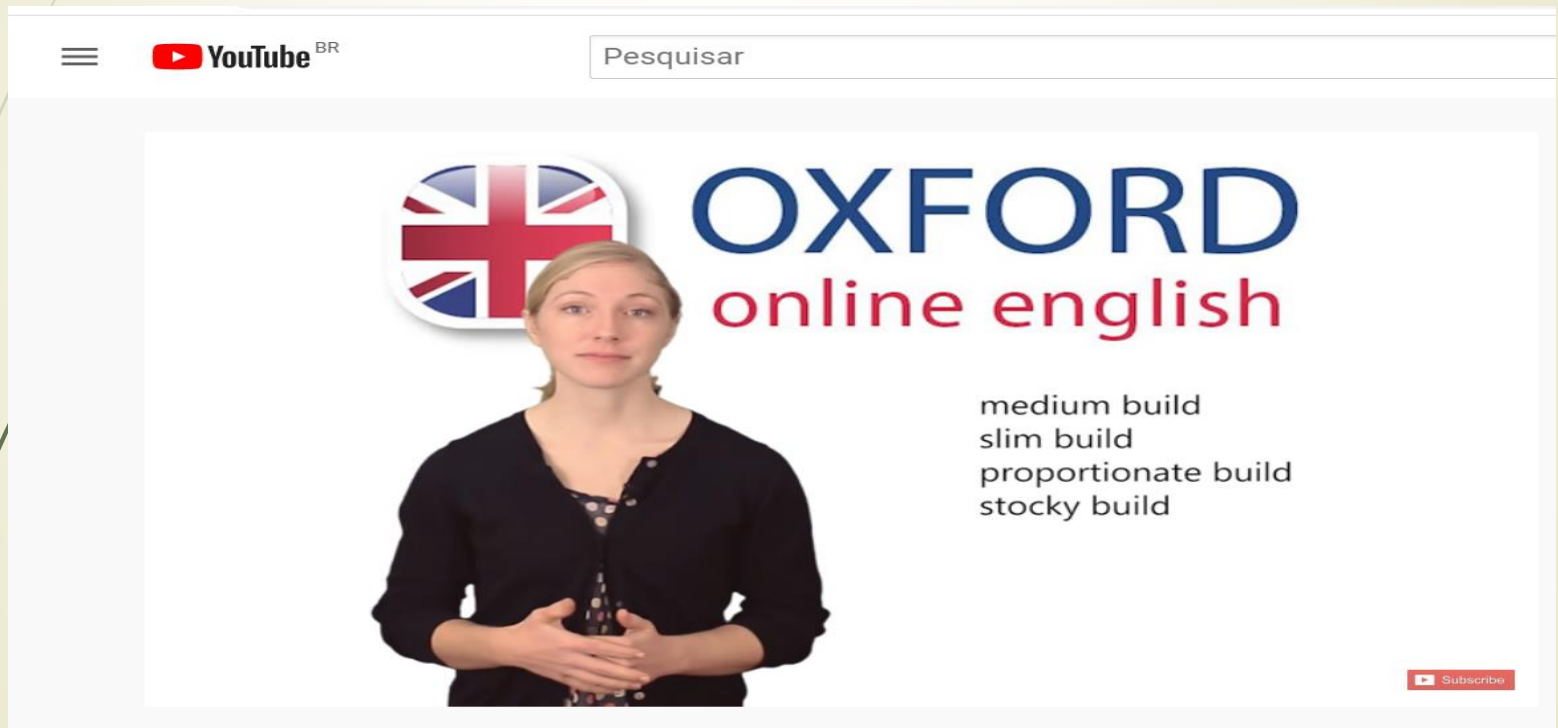 YouTube BR
Pesquisar
OXFORD
online english
medium build
slim build
proportionate build
stocky build
Subscribe